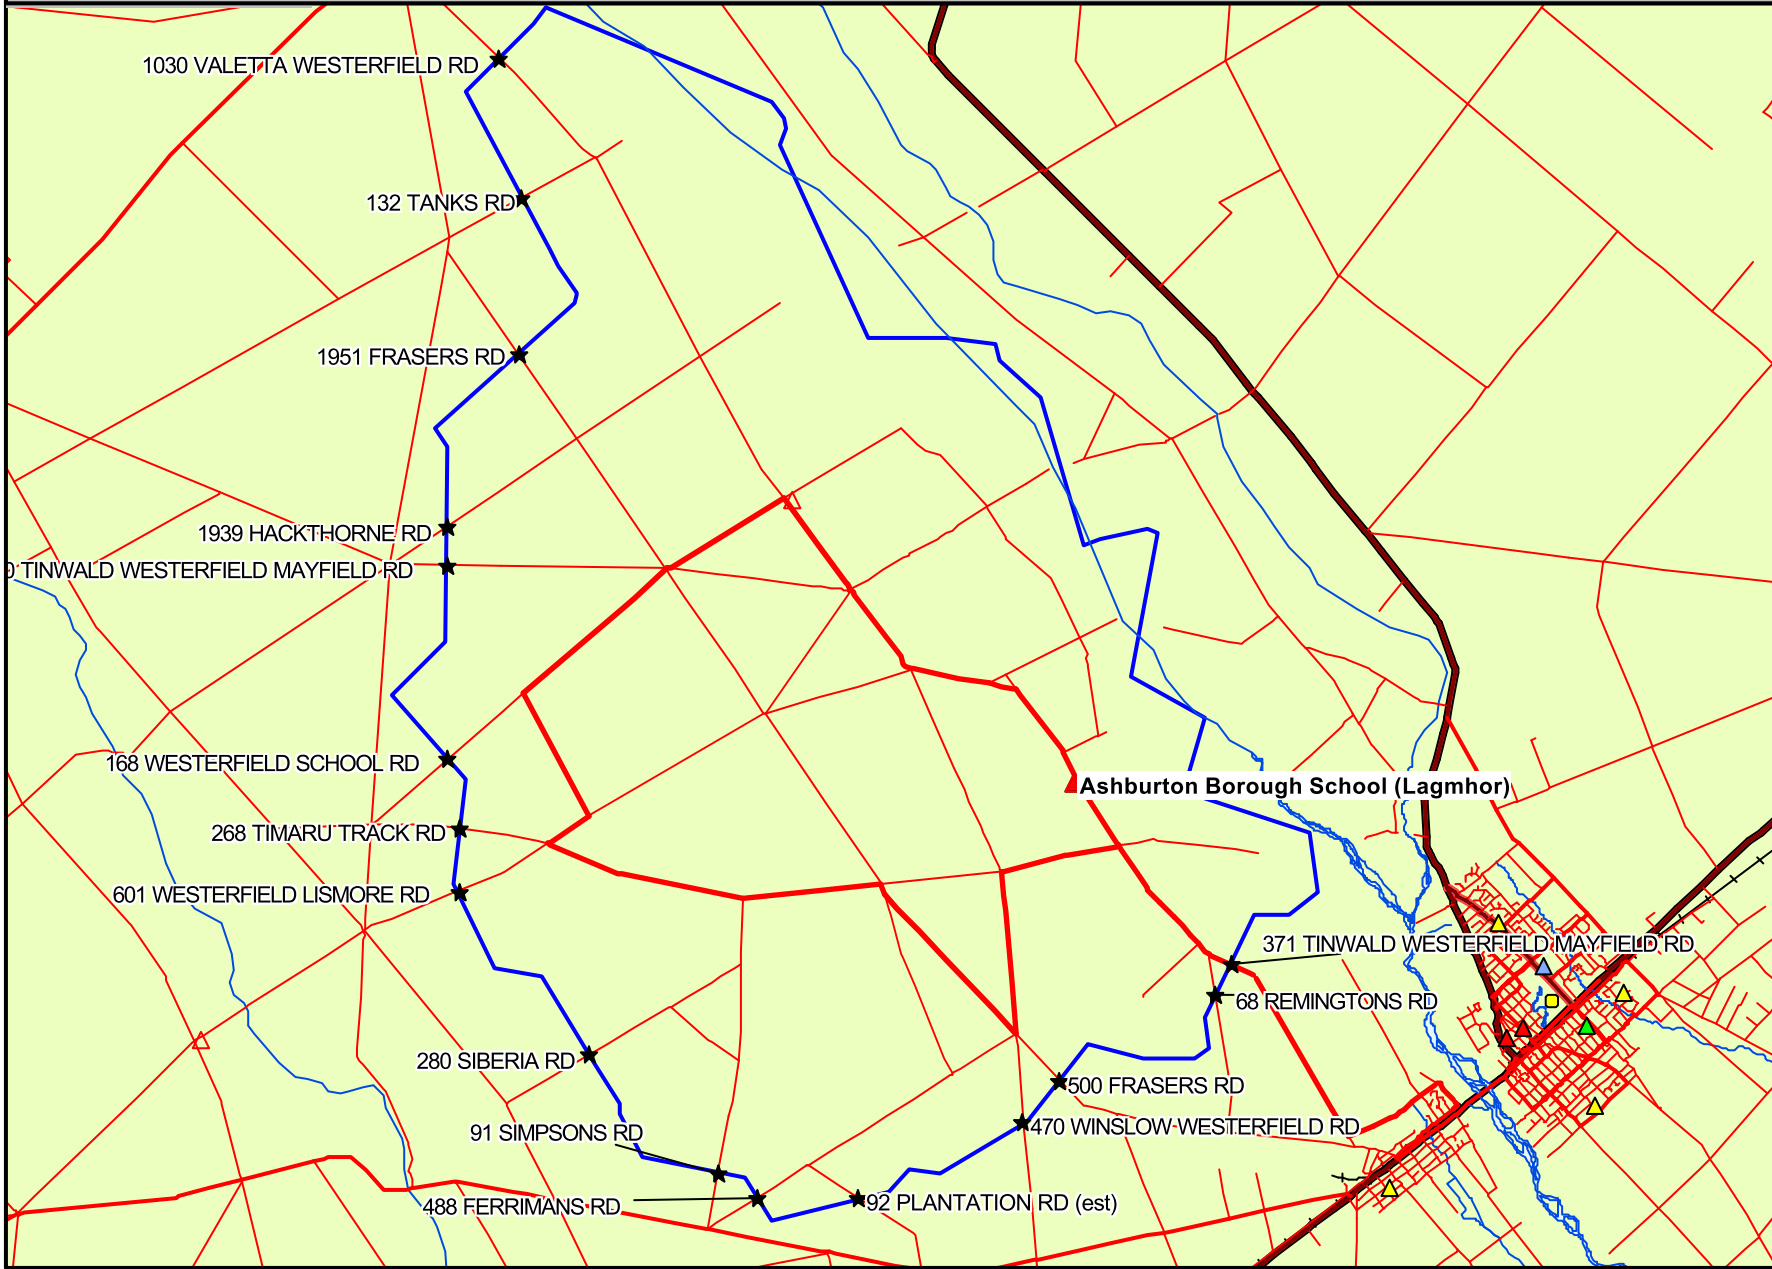 1030 VALETTA WESTERFIELD RD
132 TANKS RD
1951 FRASERS RD
1939 HACKTHORNE RD
0 TINWALD WESTERFIELD MAYFIELD RD
168 WESTERFIELD SCHOOL RD
Ashburton Borough School (Lagmhor)
268 TIMARU TRACK RD
601 WESTERFIELD LISMORE RD
371 TINWALD WESTERFIELD MAYFIELD RD
68 REMINGTONS RD
280 SIBERIA RD
500 FRASERS RD
470 WINSLOW WESTERFIELD RD
91 SIMPSONS RD
488 FERRIMANS RD
92 PLANTATION RD (est)